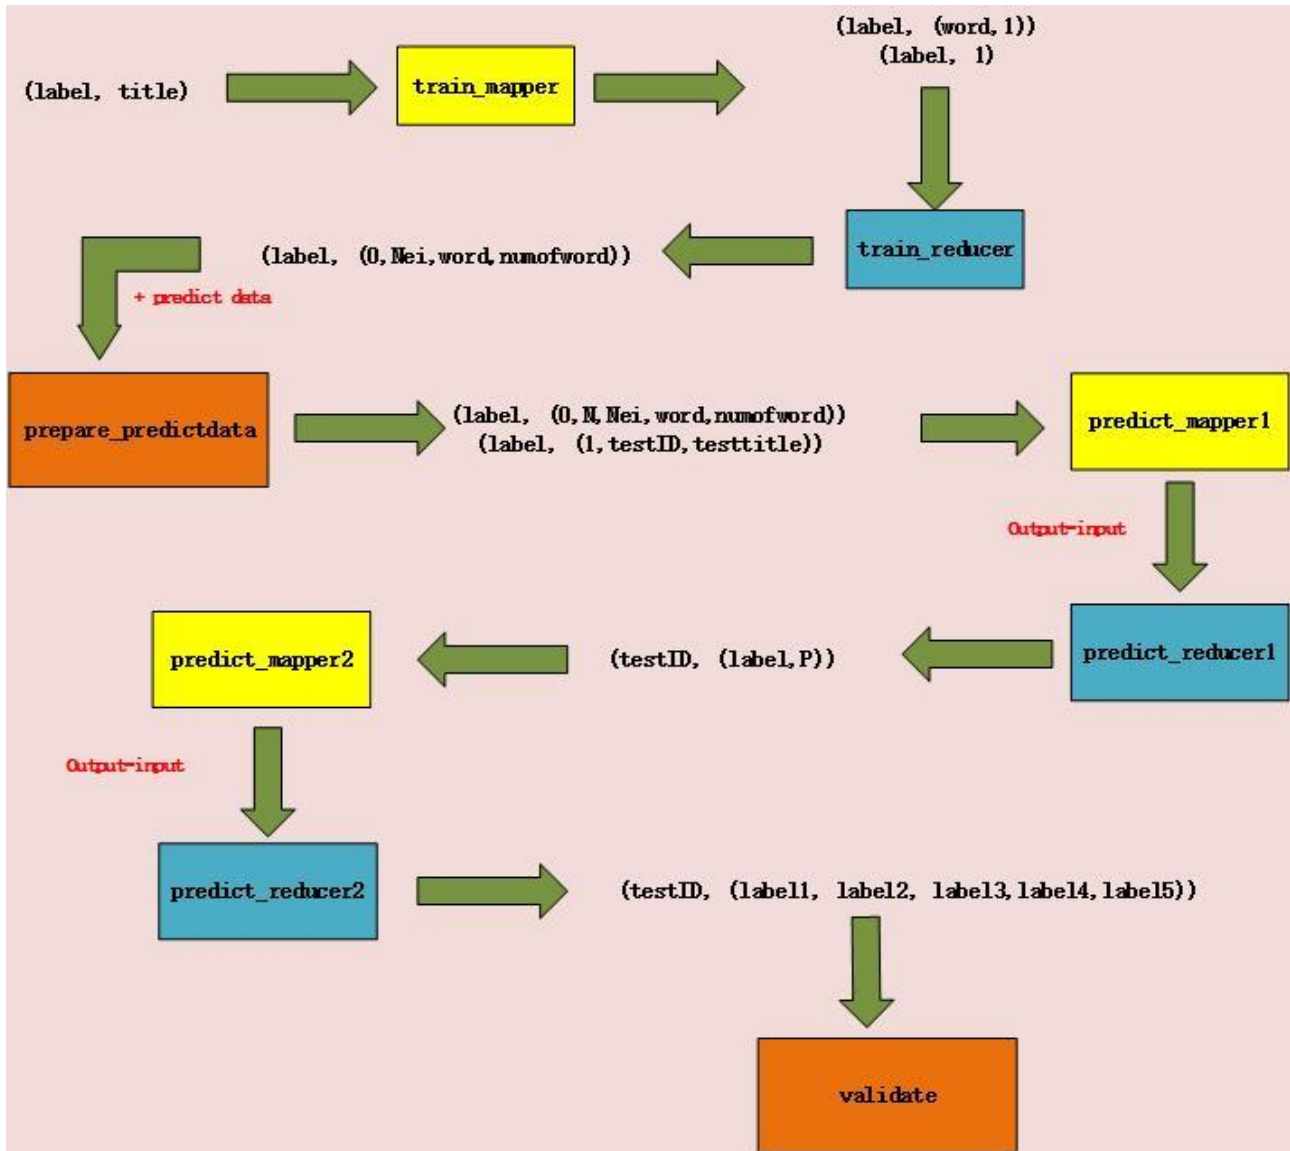 (label, (word,1))
(label, 1)
(label, title)
train_mapper
train_reducer
(label, (0,Nei,word,numofword))
+ predict data
prepare_predictdata
(label, (0,N,Nei,word,numofword))
(label, (1,testID,testtitle))
predict_mapper1
Output-input
predict_reducer1
(testID, (label,P))
predict_mapper2
Output-input
predict_reducer2
(testID, (label1, label2, label3,label4,label5))
validate